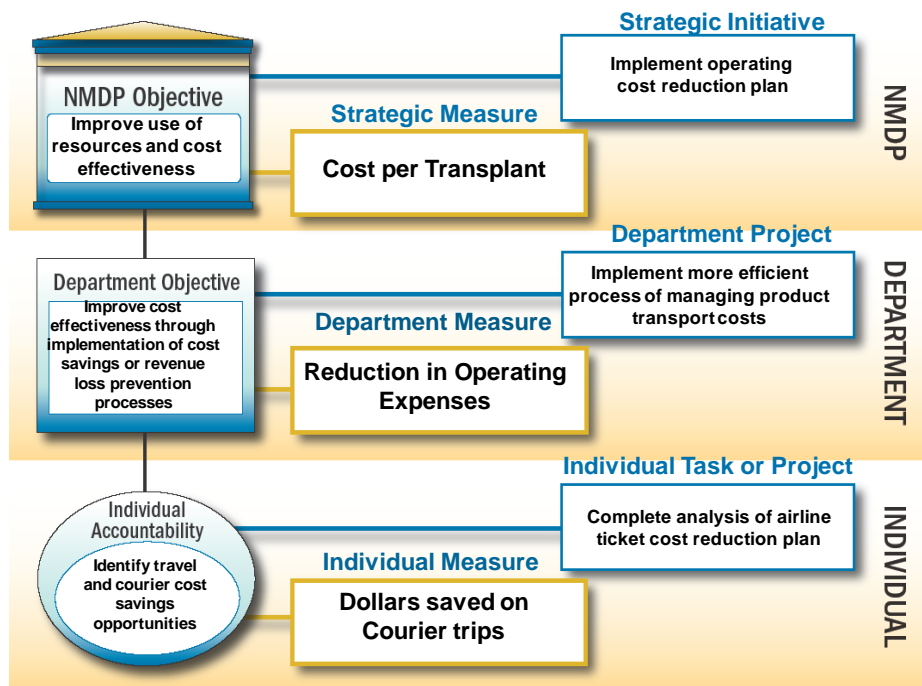 Strategic Initiative
Implement operating
cost reduction plan
NMDP Objective
Improve use of
resources and cost
effectiveness
Strategic Measure
Cost per Transplant
NMDP
Department Project
Implement more efficient
process of managing product
transport costs
Department Objective
Improve cost
effectiveness through
implementation of cost
savings or revenue
loss prevention
processes
Department Measure
Reduction in Operating
Expenses
DEPARTMENT
Individual Task or Project
Complete analysis of airline
ticket cost reduction plan
Individual
Accountability
Identify travel
and courier cost
savings
opportunities
Individual Measure
Dollars saved on
Courier trips
INDIVIDUAL